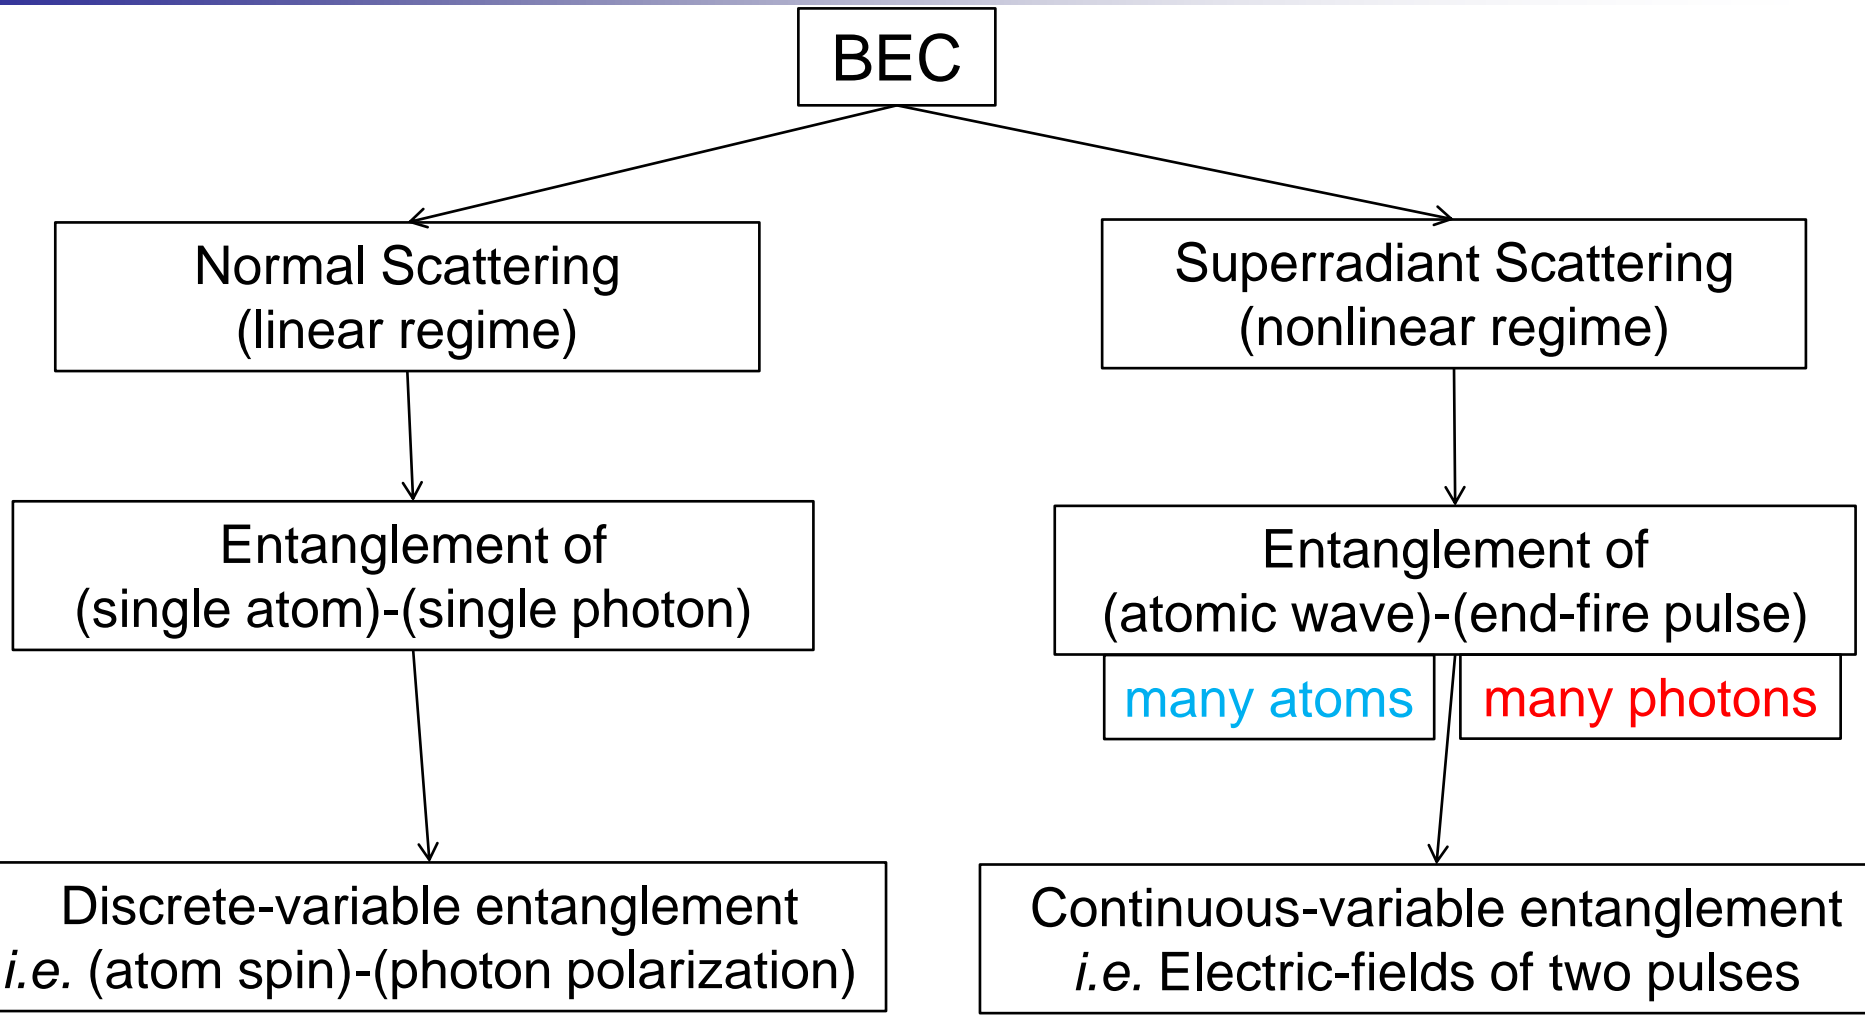 BEC
Normal Scattering
(linear regime)
Superradiant Scattering
(nonlinear regime)
Entanglement of
(single atom)-(single photon)
Entanglement of
(atomic wave)-(end-fire pulse)
many atoms
many photons
Discrete-variable entanglement
i.e. (atom spin)-(photon polarization)
Continuous-variable entanglement
i.e. Electric-fields of two pulses